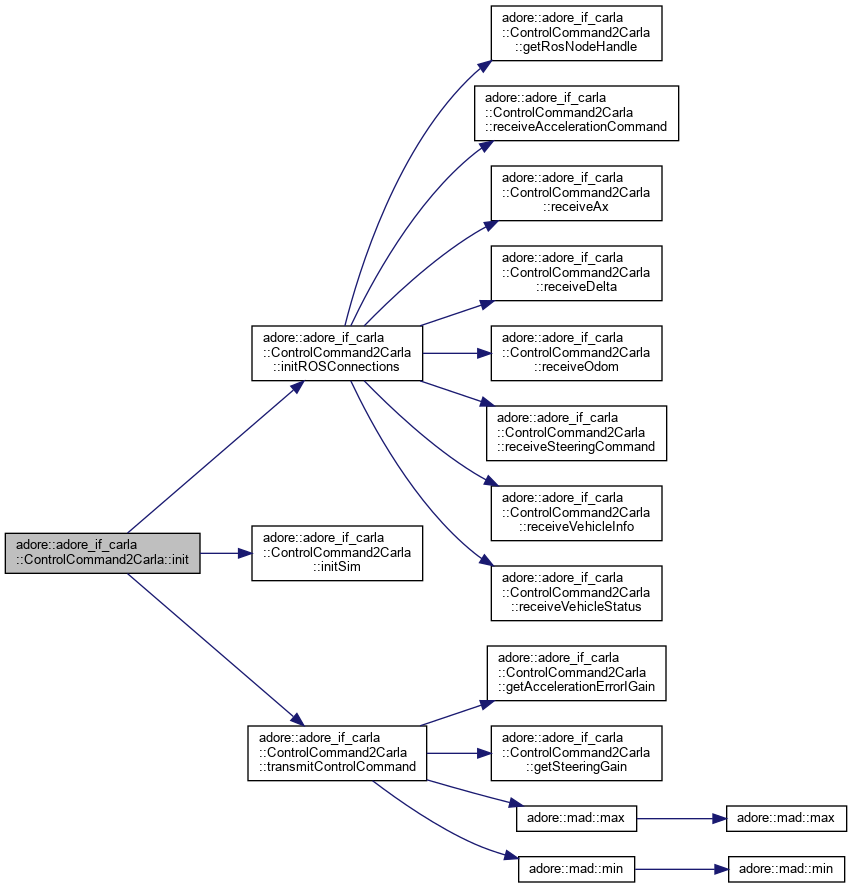 adore::adore_if_carla
::ControlCommand2Carla
::getRosNodeHandle
adore::adore_if_carla
::ControlCommand2Carla
::receiveAccelerationCommand
adore::adore_if_carla
::ControlCommand2Carla
::receiveAx
adore::adore_if_carla
::ControlCommand2Carla
::receiveDelta
adore::adore_if_carla
::ControlCommand2Carla
::initROSConnections
adore::adore_if_carla
::ControlCommand2Carla
::receiveOdom
adore::adore_if_carla
::ControlCommand2Carla
::receiveSteeringCommand
adore::adore_if_carla
::ControlCommand2Carla
::receiveVehicleInfo
adore::adore_if_carla
::ControlCommand2Carla::init
adore::adore_if_carla
::ControlCommand2Carla
::initSim
adore::adore_if_carla
::ControlCommand2Carla
::receiveVehicleStatus
adore::adore_if_carla
::ControlCommand2Carla
::getAccelerationErrorIGain
adore::adore_if_carla
::ControlCommand2Carla
::transmitControlCommand
adore::adore_if_carla
::ControlCommand2Carla
::getSteeringGain
adore::mad::max
adore::mad::max
adore::mad::min
adore::mad::min